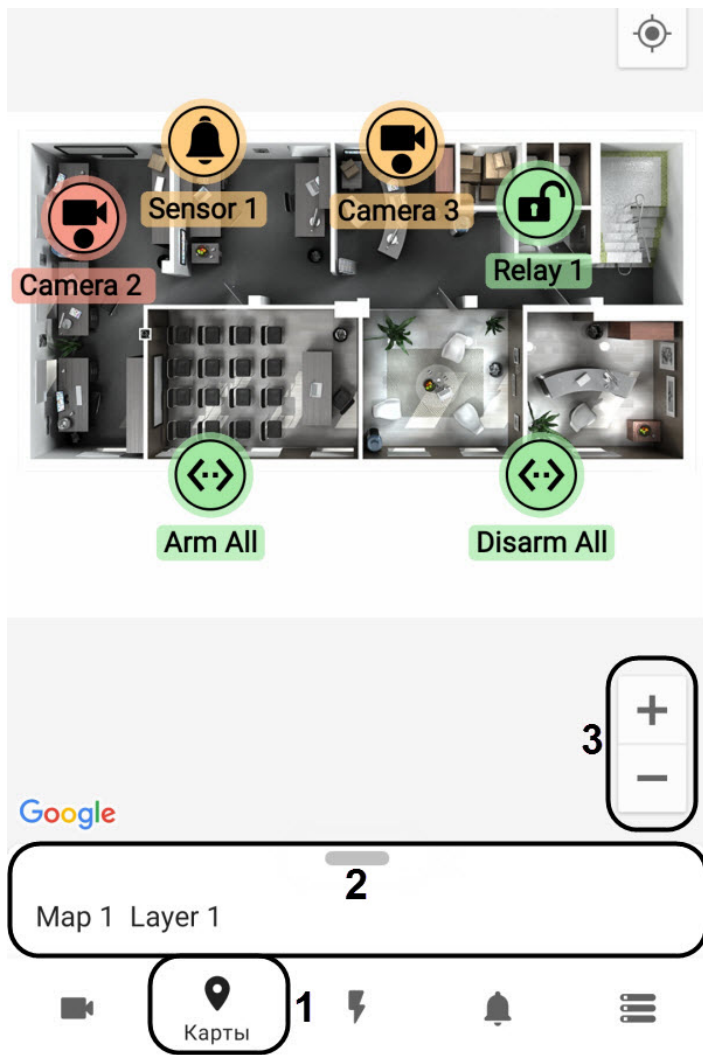 Sensor 1
Camera 3
Camera 2
Relay 1
Arm All
Disarm All
3
Google
2
Map 1 Layer 1
1
Карты